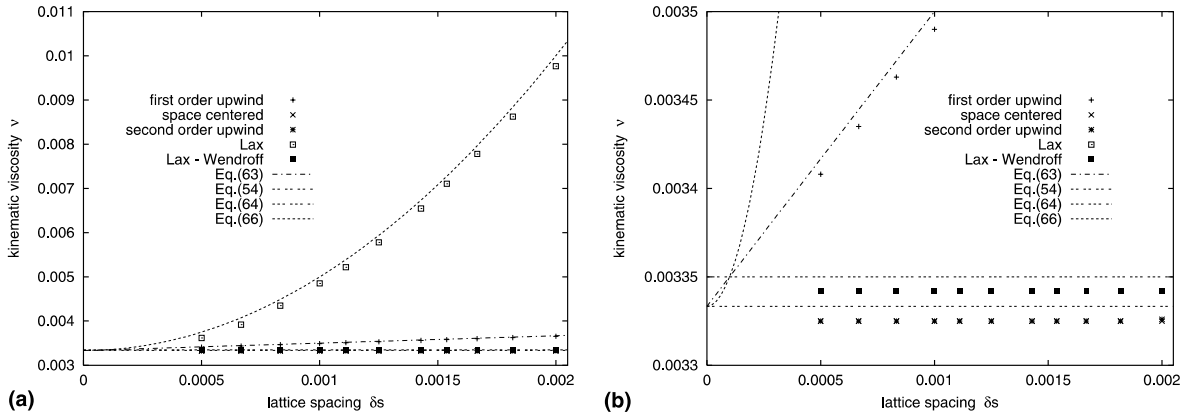 0.011
0.01
0.009
0.008
0.007
0.006
0.005
0.004
0.003
kinematic viscosity ν
first order upwind
space centered
second order upwind
Lax
Lax - Wendroff
Eq.(63)
Eq.(54)
Eq.(64)
Eq.(66)
0 0.0005 0.001 0.0015 0.002
lattice spacing δs
(a)
0.0035
0.00345
0.0034
0.00335
0.0033
kinematic viscosity ν
first order upwind
space centered
second order upwind
Lax
Lax - Wendroff
Eq.(63)
Eq.(54)
Eq.(64)
Eq.(66)
0 0.0005 0.001 0.0015 0.002
lattice spacing δs
(b)